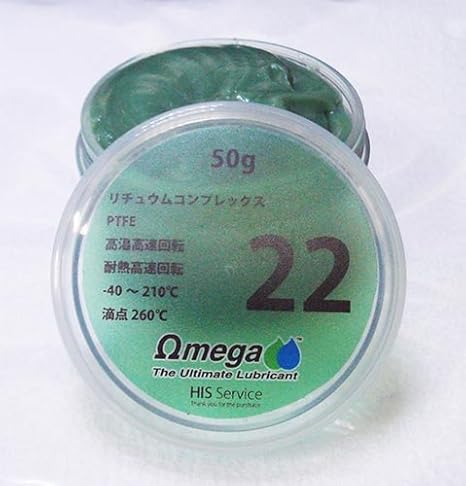 50g
リチュウムコンプレックス
PTFE
高温高速回転
耐熱高速回転
-40 ～ 210℃
滴点 260℃
22
Ωmega™
The Ultimate Lubricant
HIS Service
Thank you for the purchase